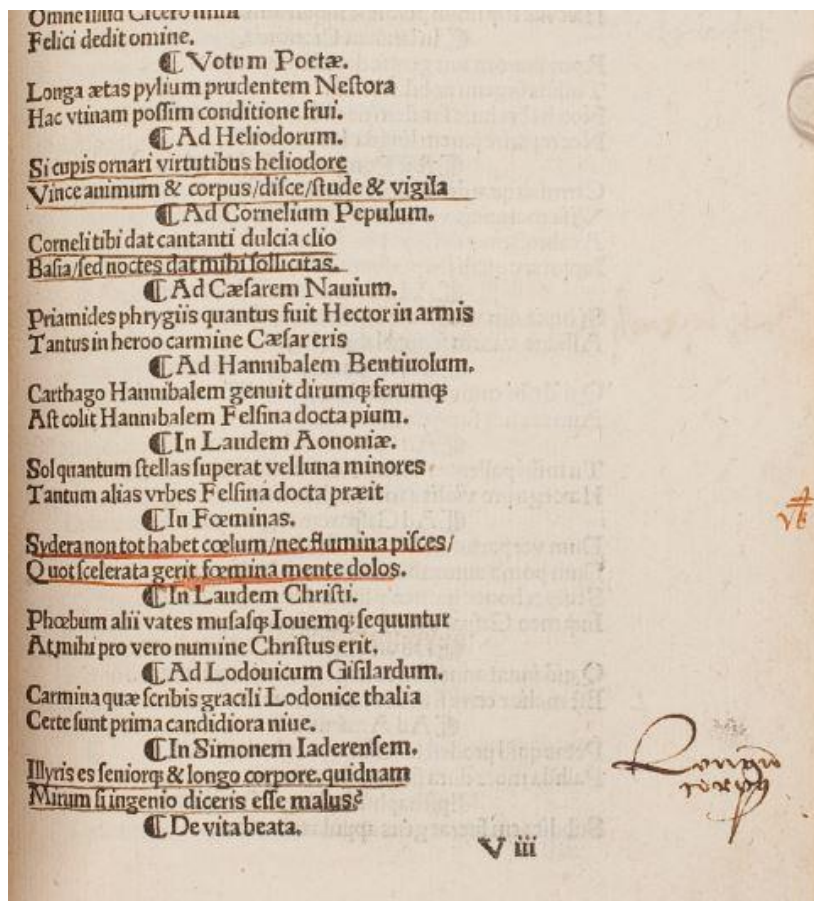 Omne illud Cicero mihi
Felici dedit omine.
¶ Votum Poetæ.
Longa ætas pylium prudentem Neſtora
Hac vtinam poſſim conditione frui.
¶ Ad Heliodorum.
Si cupis ornari virtutibus heliodore
Vince animum & corpus/diſce/ſtude & vigila
¶ Ad Cornelium Pepulum.
Corneli tibi dat cantanti dulcia clio
Baſia/ſed noctes dat mihi ſollicitas.
¶ Ad Cæſarem Nauium.
Priamides phrygiis quantus fuit Hector in armis
Tantus in heroo carmine Cæſar eris
¶ Ad Hannibalem Bentiuolum.
Carthago Hannibalem genuit dirumqꝫ ferumqꝫ
Aſt colit Hannibalem Felſina docta pium.
¶ In Laudem Aononiæ.
Sol quantum ſtellas ſuperat vel luna minores
Tantum alias vrbes Felſina docta præit
¶ In Fœminas.
Sydera non tot habet cœlum/nec flumina piſces/
Quot ſcelerata gerit fœmina mente dolos.
¶ In Laudem Chriſti.
Phœbum alii vates muſaſqꝫ Iouemqꝫ ſequuntur
At mihi pro vero numine Chriſtus erit.
¶ Ad Lodouicum Giſilardum.
Carmina quæ ſcribis gracili Lodonice thalia
Certe ſunt prima candidiora niue.
¶ In Simonem Iaderenſem.
Illyris es ſeniorqꝫ & longo corpore.quidnam
Mirum ſi ingenio diceris eſſe malus?
¶ De vita beata.
V iii